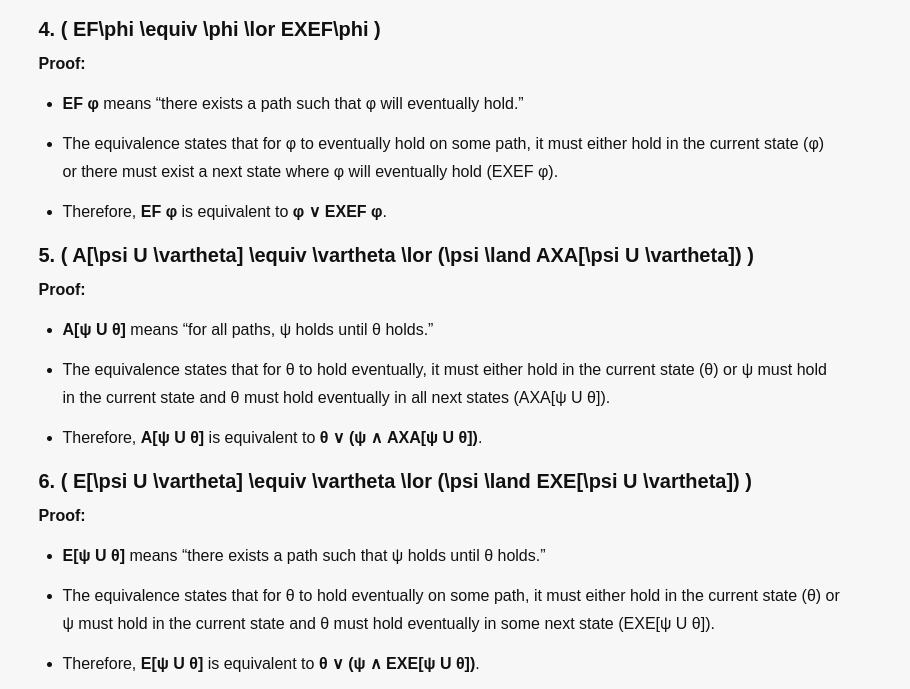 4. ( EF\phi \equiv \phi \lor EXEF\phi )
Proof:
• EF φ means “there exists a path such that φ will eventually hold.”
• The equivalence states that for φ to eventually hold on some path, it must either hold in the current state (φ)
or there must exist a next state where φ will eventually hold (EXEF φ).
• Therefore, EF φ is equivalent to φ ∨ EXEF φ.
5. ( A[\psi U \vartheta] \equiv \vartheta \lor (\psi \land AXA[\psi U \vartheta]) )
Proof:
• A[ψ U θ] means “for all paths, ψ holds until θ holds.”
• The equivalence states that for θ to hold eventually, it must either hold in the current state (θ) or ψ must hold
in the current state and θ must hold eventually in all next states (AXA[ψ U θ]).
• Therefore, A[ψ U θ] is equivalent to θ ∨ (ψ ∧ AXA[ψ U θ]).
6. ( E[\psi U \vartheta] \equiv \vartheta \lor (\psi \land EXE[\psi U \vartheta]) )
Proof:
• E[ψ U θ] means “there exists a path such that ψ holds until θ holds.”
• The equivalence states that for θ to hold eventually on some path, it must either hold in the current state (θ) or
ψ must hold in the current state and θ must hold eventually in some next state (EXE[ψ U θ]).
• Therefore, E[ψ U θ] is equivalent to θ ∨ (ψ ∧ EXE[ψ U θ]).